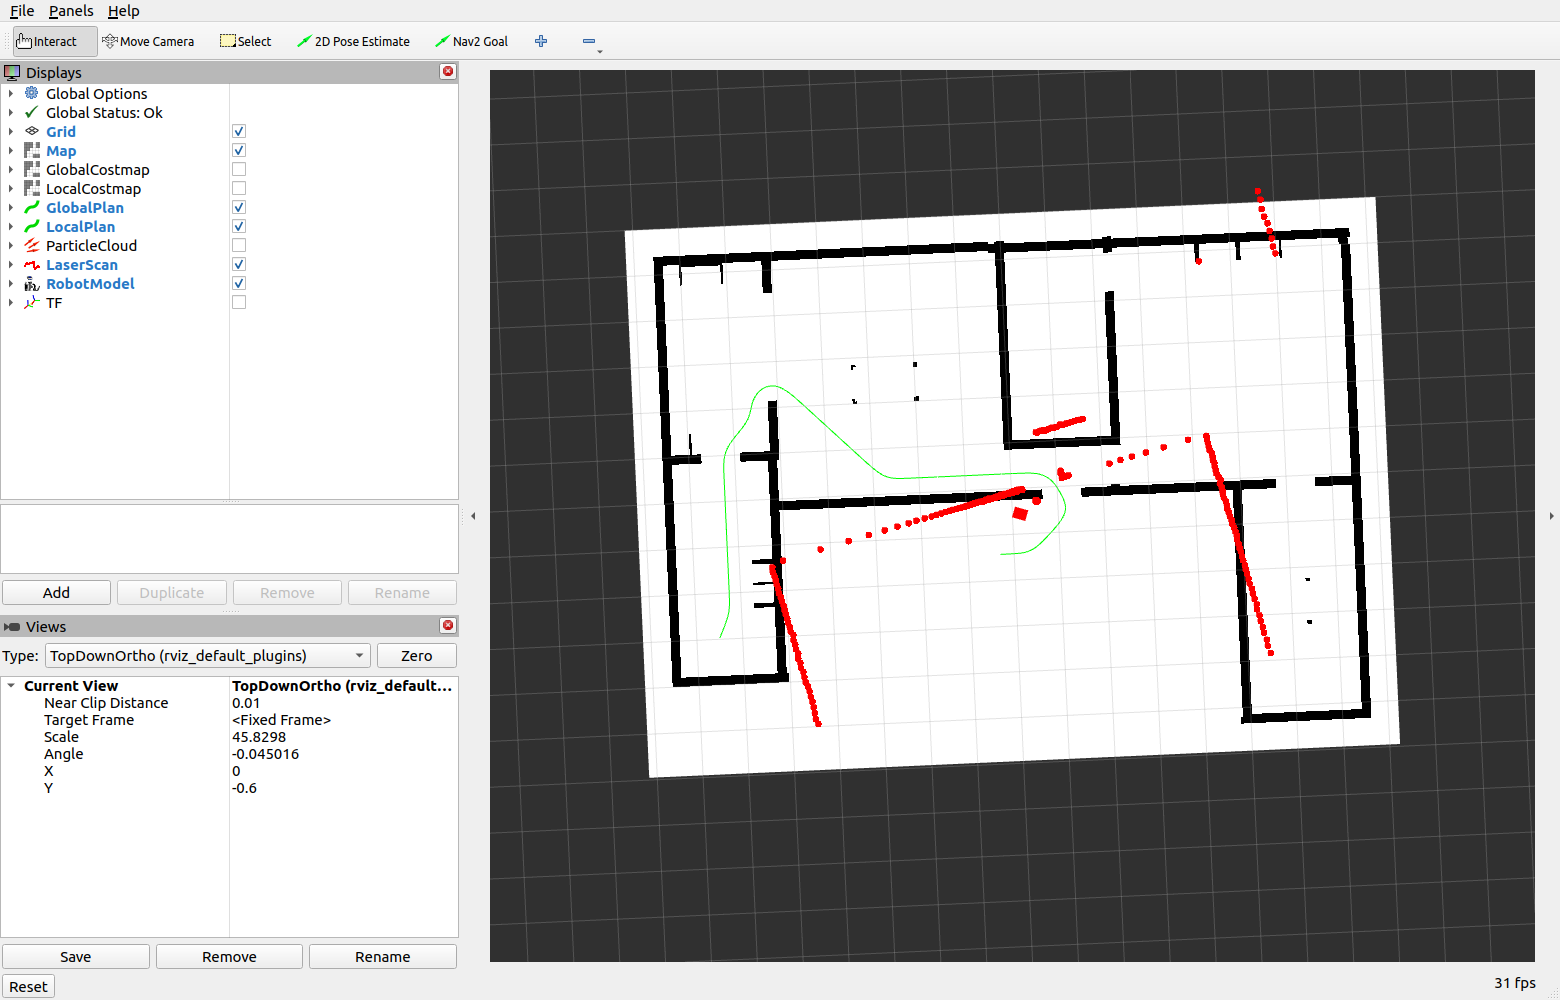 File Panels Help
Interact Move Camera Select 2D Pose Estimate Nav2 Goal
Displays
Global Options
Global Status: Ok
Grid
Map
GlobalCostmap
LocalCostmap
GlobalPlan
LocalPlan
ParticleCloud
LaserScan
RobotModel
TF
Add Duplicate Remove Rename
Views
Type: TopDownOrtho (rviz_default_plugins) Zero
Current View TopDownOrtho (rviz_default...
Near Clip Distance 0.01
Target Frame <Fixed Frame>
Scale 45.8298
Angle -0.045016
X 0
Y -0.6
Save Remove Rename
Reset 31 fps